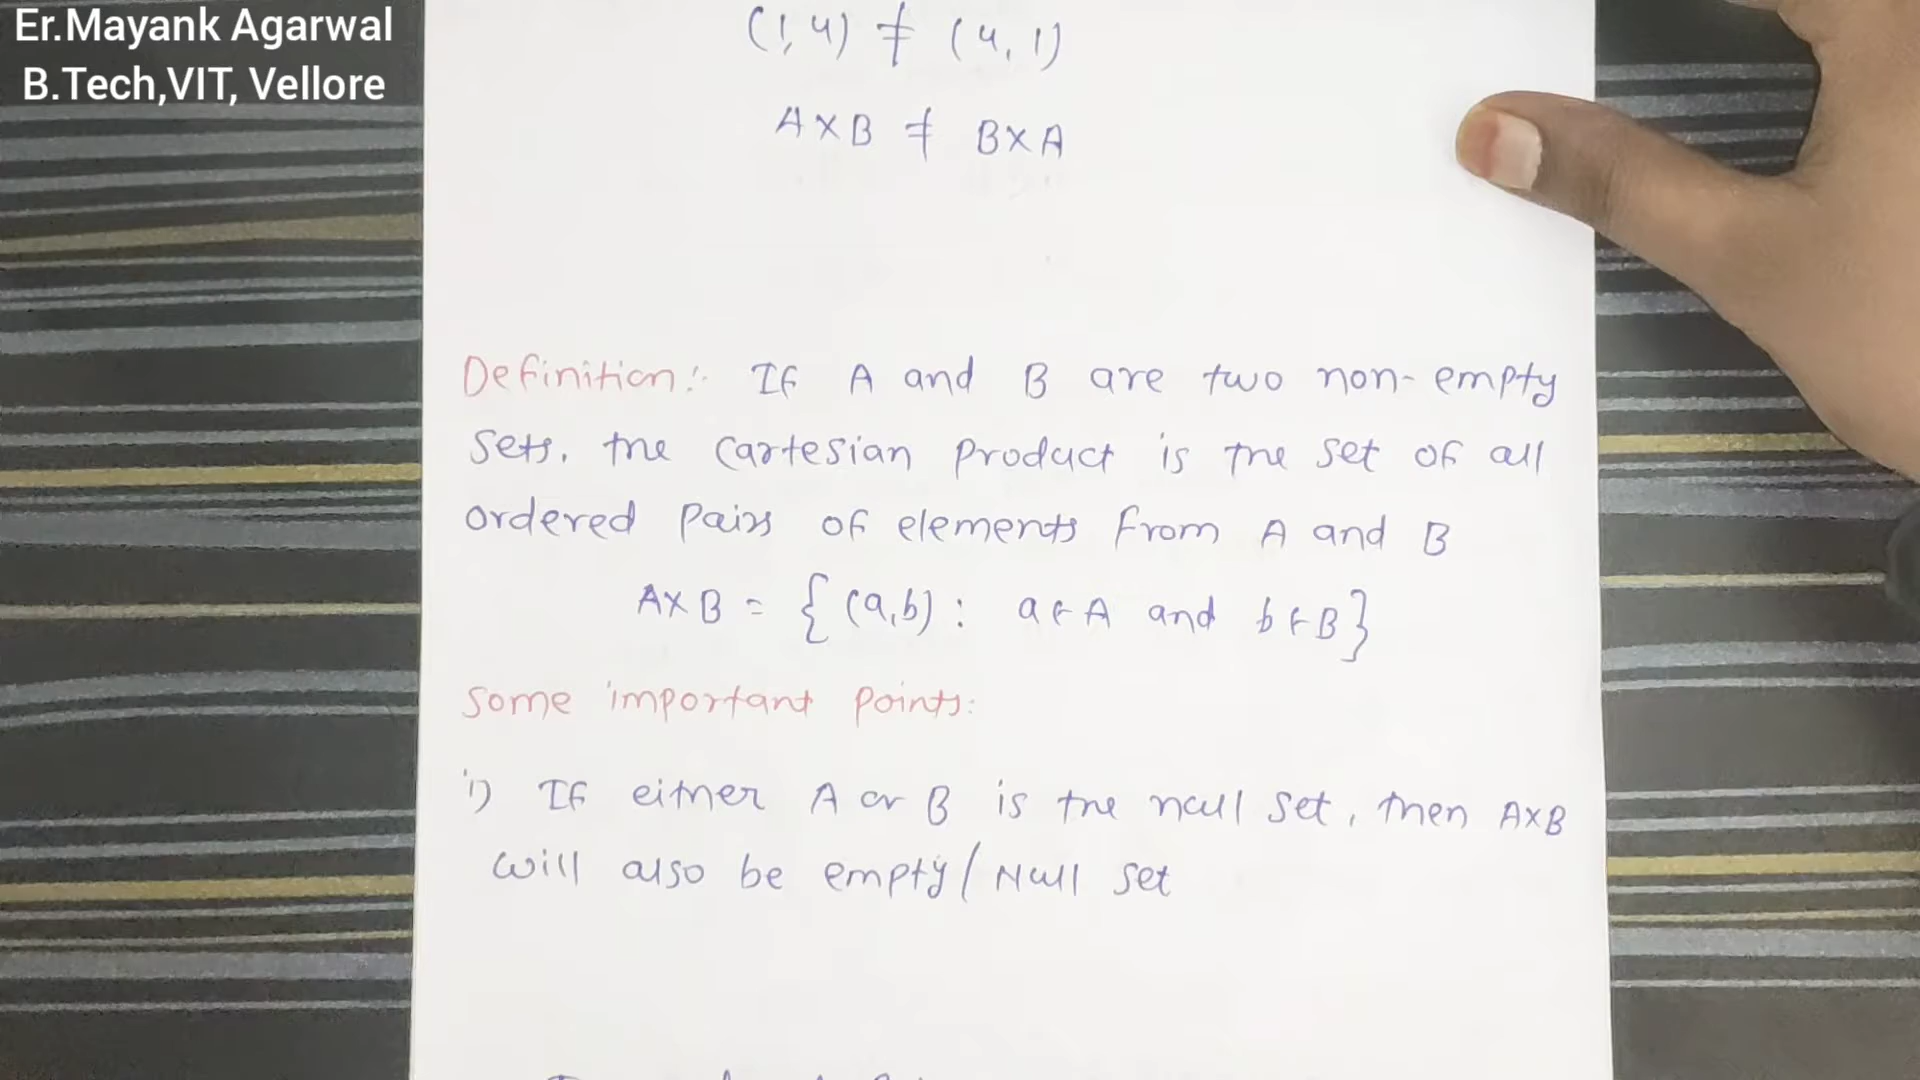 Er.Mayank Agarwal
B.Tech,VIT, Vellore
(1,4) ≠ (4,1)
A×B ≠ B×A
Definition:- If A and B are two non-empty
sets, the cartesian product is the set of all
ordered pairs of elements from A and B
A×B = {(a,b): a∈A and b∈B}
Some important points:
i) If either A or B is the null set, then A×B
will also be empty/Null set